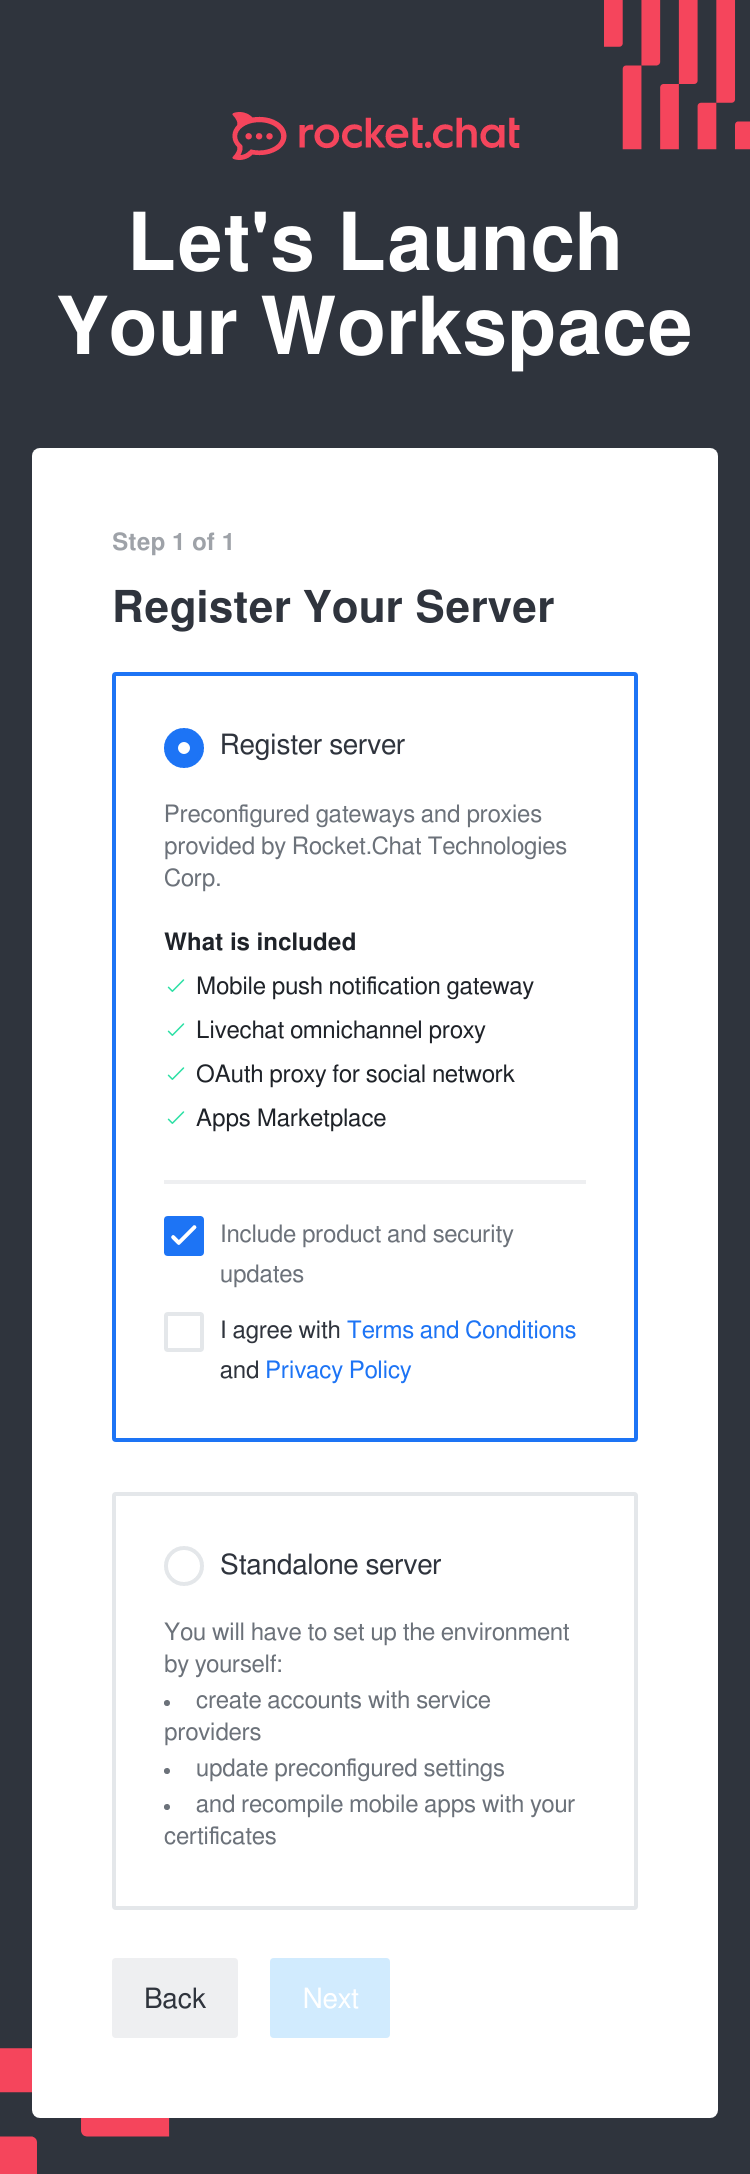 rocket.chat
Let's Launch
Your Workspace
Step 1 of 1
Register Your Server
Register server
Preconfigured gateways and proxies
provided by Rocket.Chat Technologies
Corp.
What is included
Mobile push notification gateway
Livechat omnichannel proxy
OAuth proxy for social network
Apps Marketplace
Include product and security
updates
I agree with Terms and Conditions
and Privacy Policy
Standalone server
You will have to set up the environment
by yourself:
• create accounts with service
providers
• update preconfigured settings
• and recompile mobile apps with your
certificates
Back Next